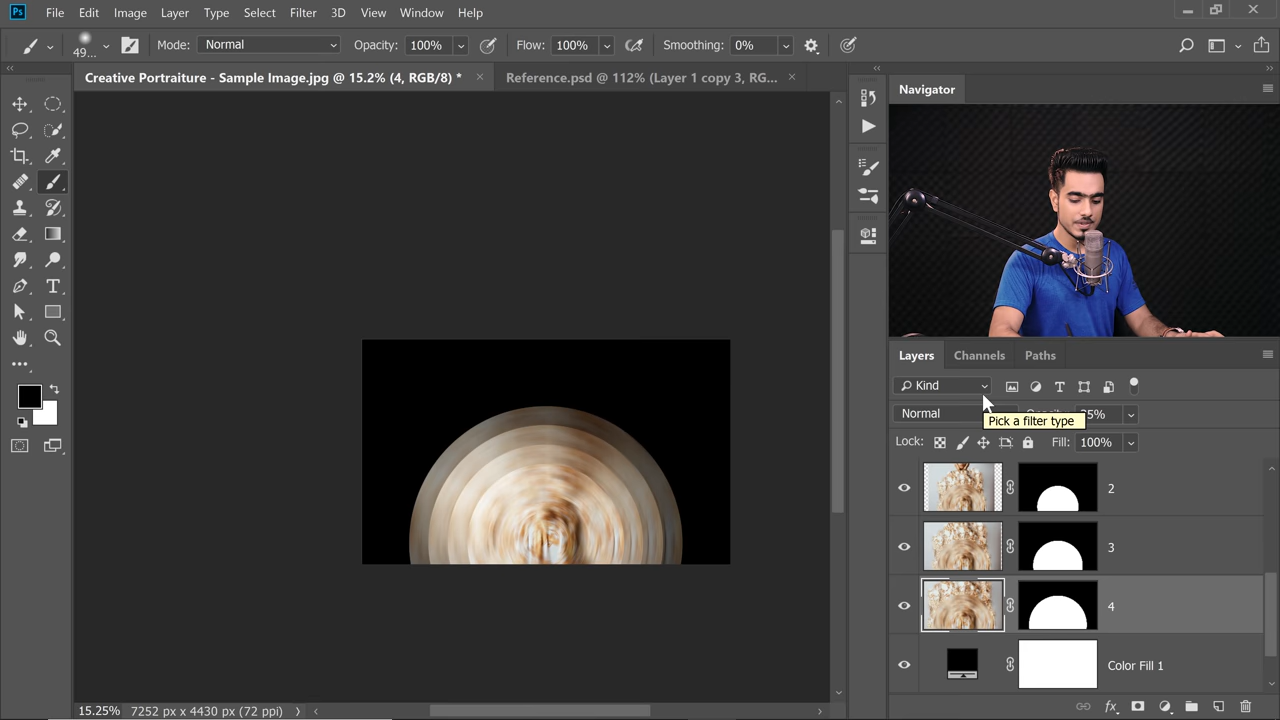 Ps File Edit Image Layer Type Select Filter 3D View Window Help
49... Mode: Normal Opacity: 100% Flow: 100% Smoothing: 0%
Creative Portraiture - Sample Image.jpg @ 15.2% (4, RGB/8) * Reference.psd @ 112% (Layer 1 copy 3, RG...
Navigator
Layers Channels Paths
Kind
Normal
Pick a filter type
Lock: Fill: 100%
2
3
4
Color Fill 1
15.25% 7252 px x 4430 px (72 ppi)
fx